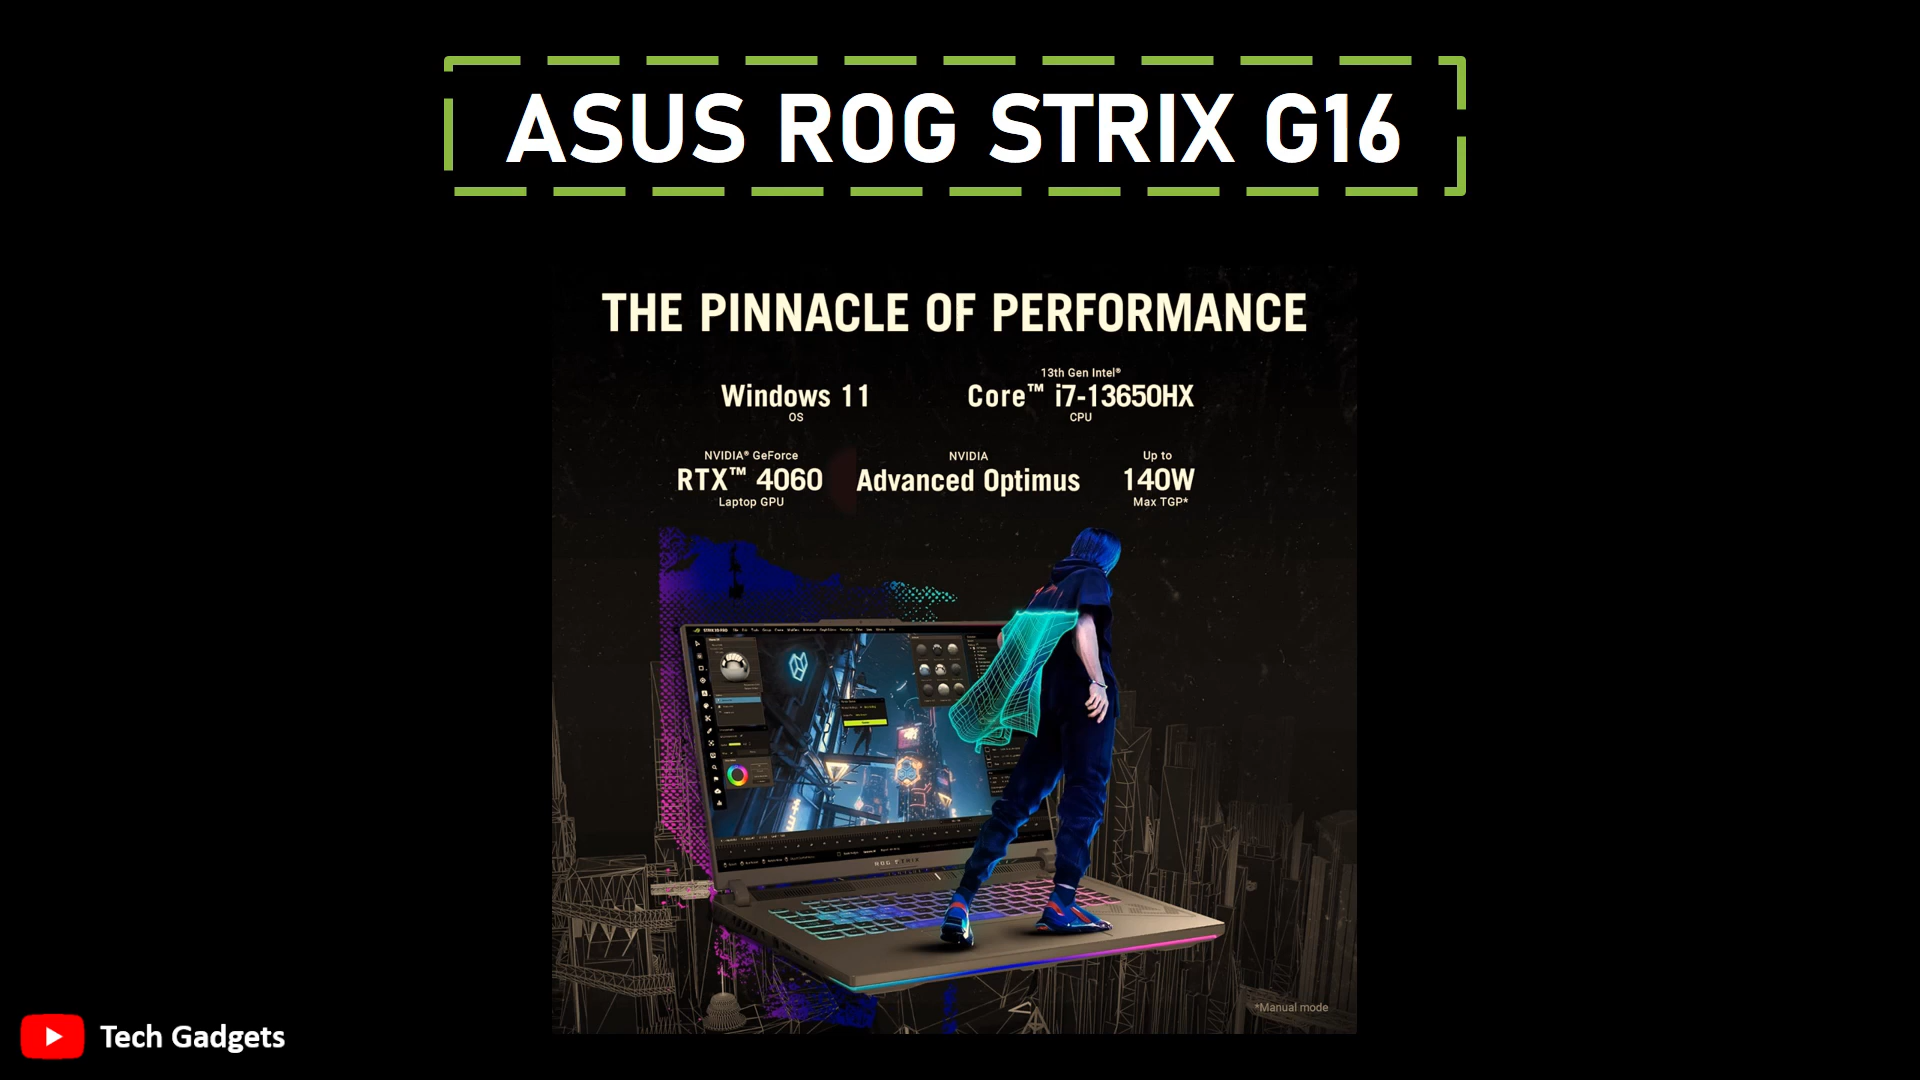 ASUS ROG STRIX G16
THE PINNACLE OF PERFORMANCE
Windows 11
OS
13th Gen Intel®
Core™ i7-13650HX
CPU
NVIDIA® GeForce
RTX™ 4060
Laptop GPU
NVIDIA
Advanced Optimus
Up to
140W
Max TGP*
*Manual mode
Tech Gadgets